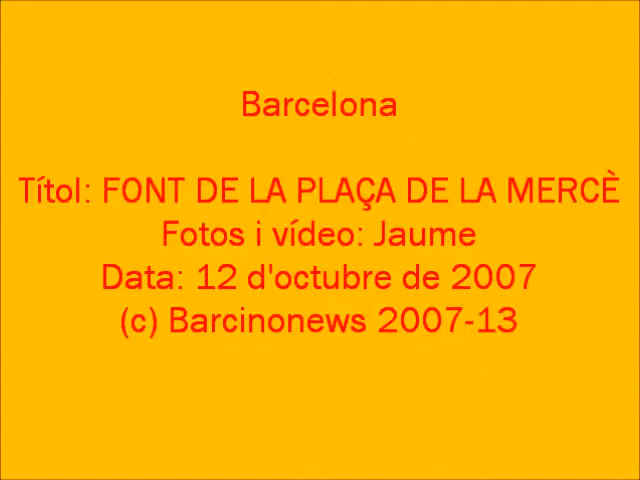 Barcelona
Títol: FONT DE LA PLAÇA DE LA MERCÈ
Fotos i vídeo: Jaume
Data: 12 d'octubre de 2007
(c) Barcinonews 2007-13